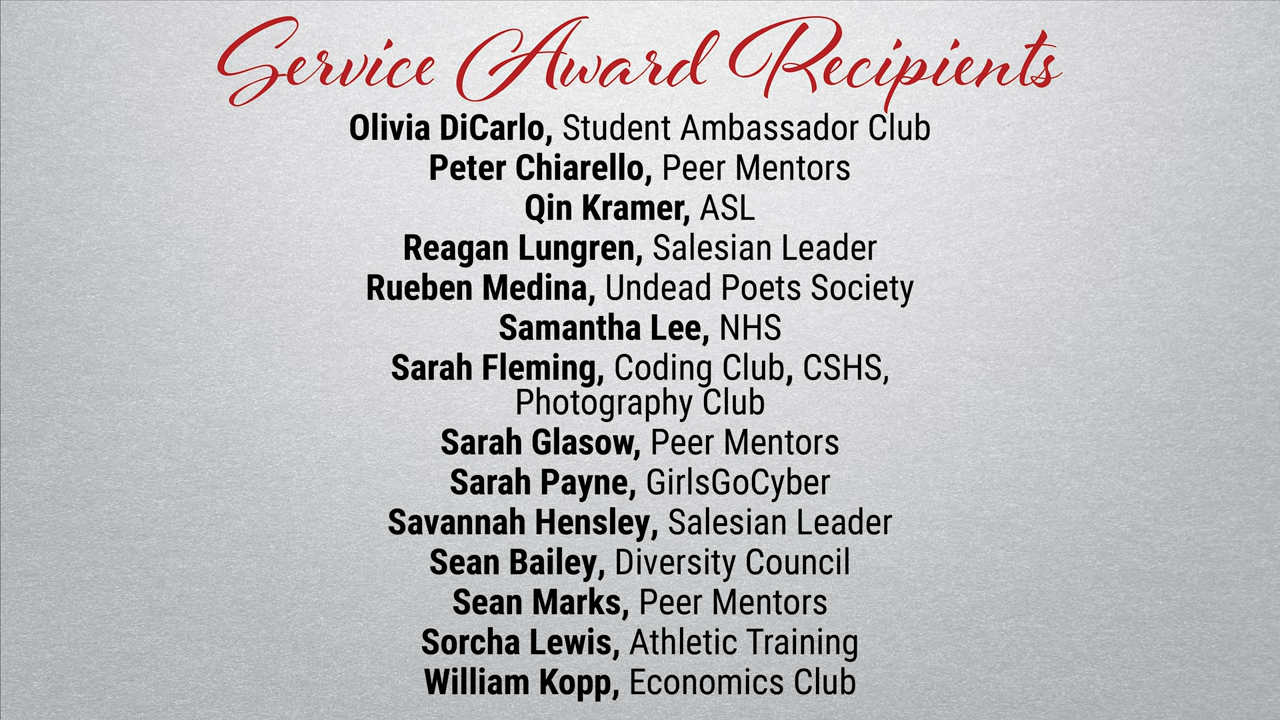 Service Award Recipients
Olivia DiCarlo, Student Ambassador Club
Peter Chiarello, Peer Mentors
Qin Kramer, ASL
Reagan Lungren, Salesian Leader
Rueben Medina, Undead Poets Society
Samantha Lee, NHS
Sarah Fleming, Coding Club, CSHS,
Photography Club
Sarah Glasow, Peer Mentors
Sarah Payne, GirlsGoCyber
Savannah Hensley, Salesian Leader
Sean Bailey, Diversity Council
Sean Marks, Peer Mentors
Sorcha Lewis, Athletic Training
William Kopp, Economics Club